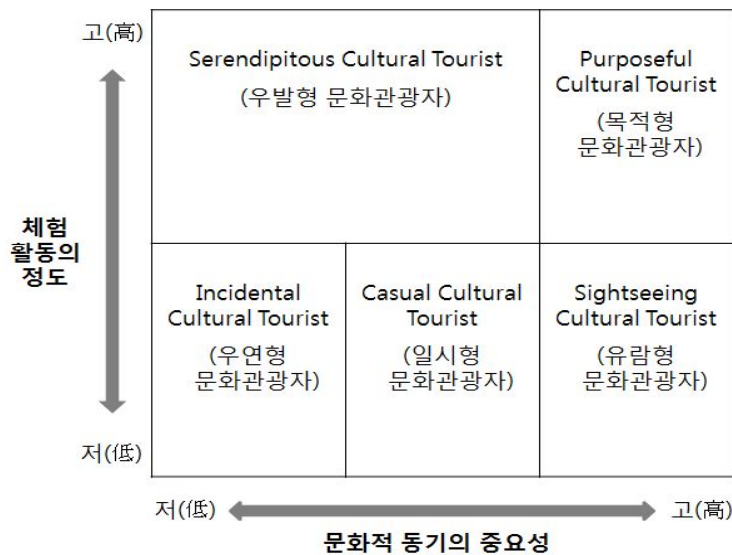 고(高)
Serendipitous Cultural Tourist
(우발형 문화관광자)
Purposeful
Cultural Tourist
(목적형
문화관광자)
체험
활동의
정도
Incidental
Cultural Tourist
(우연형
문화관광자)
Casual Cultural
Tourist
(일시형
문화관광자)
Sightseeing
Cultural Tourist
(유람형
문화관광자)
저(低)
저(低)
고(高)
문화적 동기의 중요성